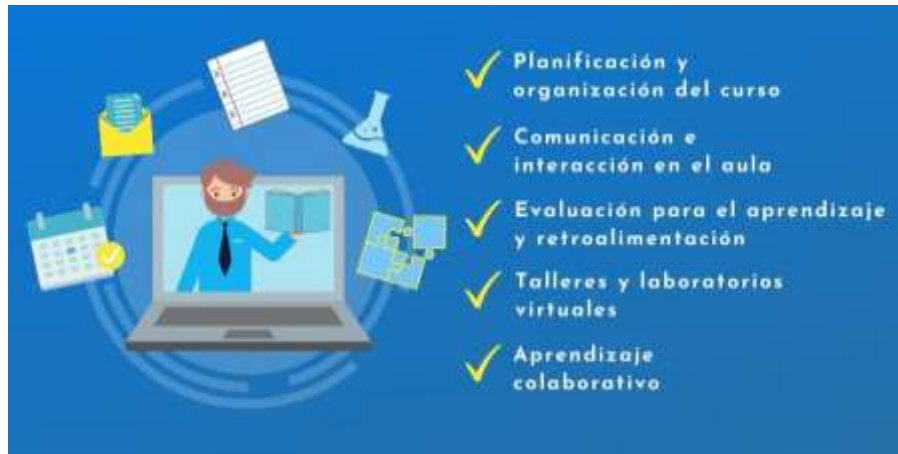 Planificación y
organización del curso
Comunicación e
interacción en el aula
Evaluación para el aprendizaje
y retroalimentación
Talleres y laboratorios
virtuales
Aprendizaje
colaborativo